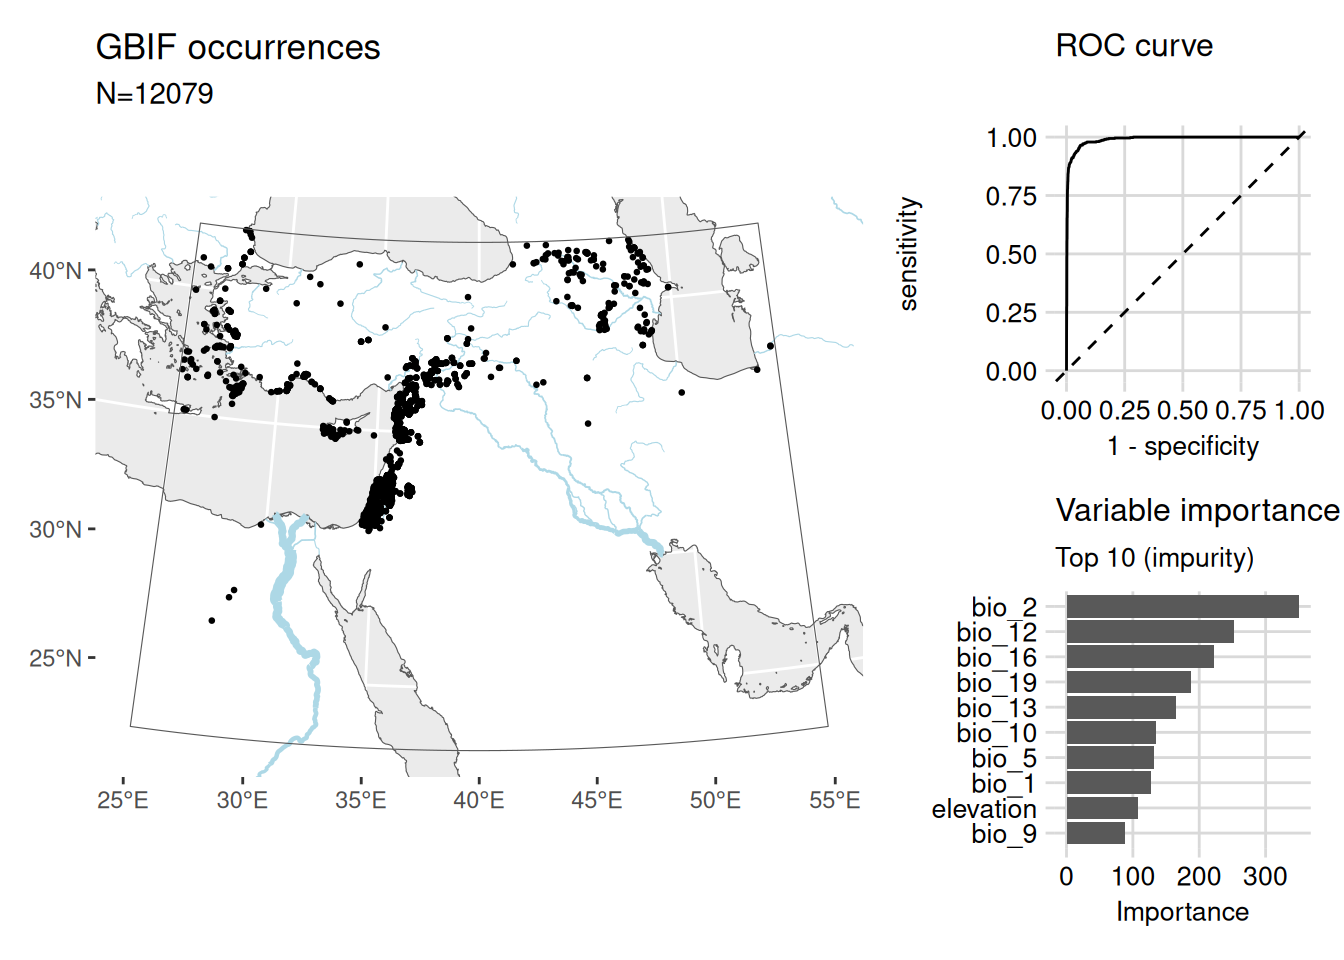 GBIF occurrences
N=12079
40°N
35°N
30°N
25°N
25°E 30°E 35°E 40°E 45°E 50°E 55°E
ROC curve
sensitivity
1.00
0.75
0.50
0.25
0.00
0.00 0.25 0.50 0.75 1.00
1 - specificity
Variable importance
Top 10 (impurity)
bio_2
bio_12
bio_16
bio_19
bio_13
bio_10
bio_5
bio_1
elevation
bio_9
0 100 200 300
Importance